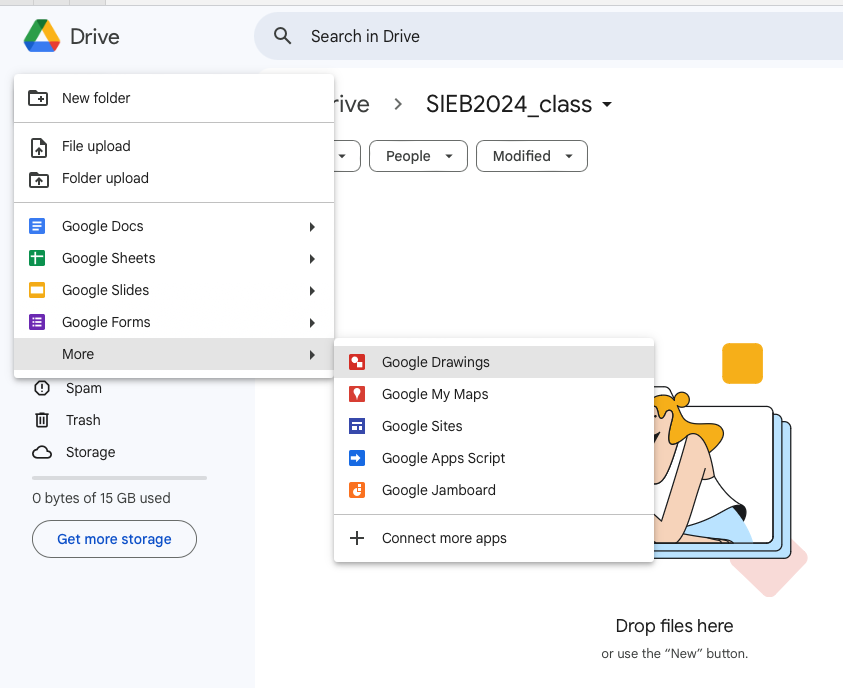 Drive
Search in Drive
New folder
File upload
Folder upload
Google Docs
Google Sheets
Google Slides
Google Forms
More
rive > SIEB2024_class
People
Modified
Google Drawings
Google My Maps
Google Sites
Google Apps Script
Google Jamboard
Connect more apps
Spam
Trash
Storage
0 bytes of 15 GB used
Get more storage
Drop files here
or use the “New” button.